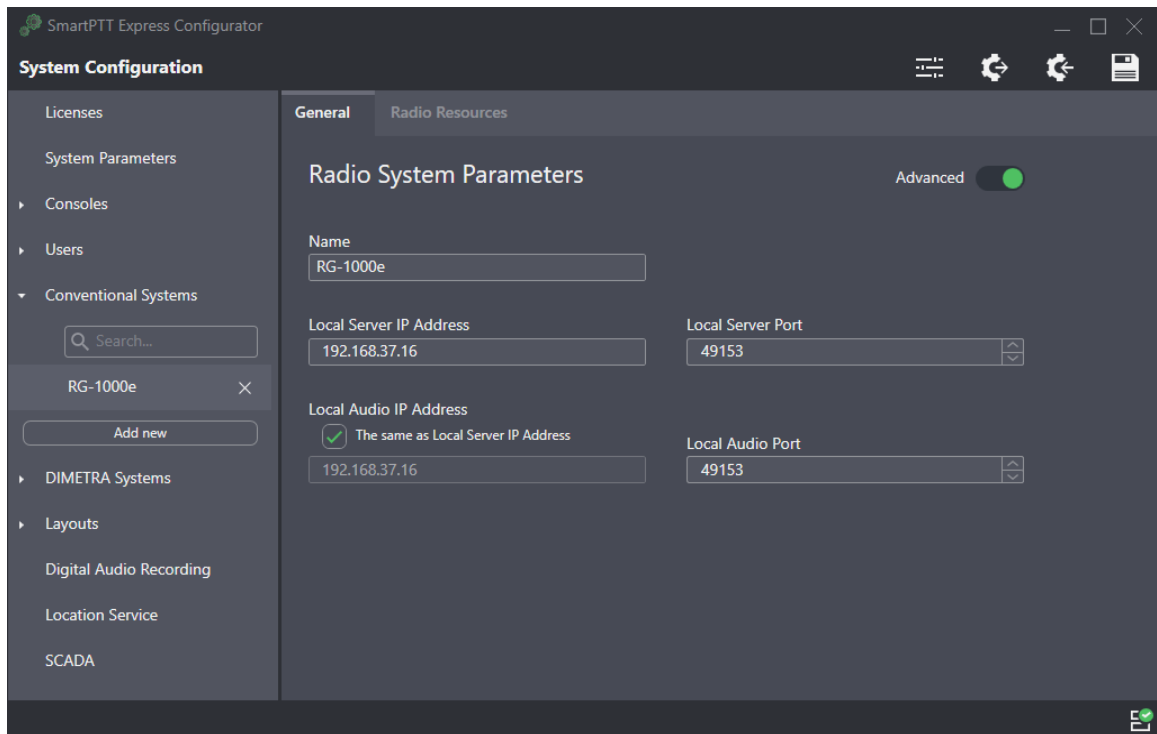 SmartPTT Express Configurator
System Configuration
Licenses
System Parameters
Consoles
Users
Conventional Systems
Search...
RG-1000e
Add new
DIMETRA Systems
Layouts
Digital Audio Recording
Location Service
SCADA
General
Radio Resources
Radio System Parameters
Advanced
Name
RG-1000e
Local Server IP Address
192.168.37.16
Local Server Port
49153
Local Audio IP Address
The same as Local Server IP Address
192.168.37.16
Local Audio Port
49153